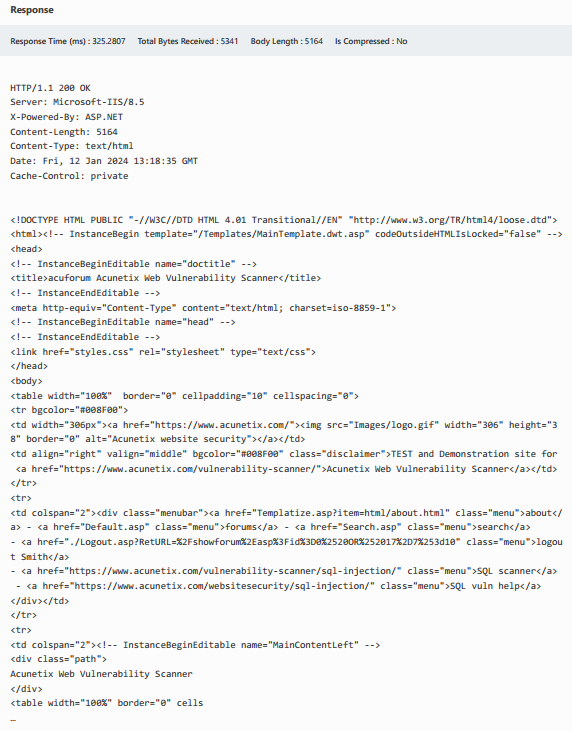 Response
Response Time (ms) : 325.2807 Total Bytes Received : 5341 Body Length : 5164 Is Compressed : No
HTTP/1.1 200 OK
Server: Microsoft-IIS/8.5
X-Powered-By: ASP.NET
Content-Length: 5164
Content-Type: text/html
Date: Fri, 12 Jan 2024 13:18:35 GMT
Cache-Control: private
<!DOCTYPE HTML PUBLIC "-//W3C//DTD HTML 4.01 Transitional//EN" "http://www.w3.org/TR/html4/loose.dtd">
<html><!-- InstanceBegin template="/Templates/MainTemplate.dwt.asp" codeOutsideHTMLIsLocked="false" -->
<head>
<!-- InstanceBeginEditable name="doctitle" -->
<title>acuforum Acunetix Web Vulnerability Scanner</title>
<!-- InstanceEndEditable -->
<meta http-equiv="Content-Type" content="text/html; charset=iso-8859-1">
<!-- InstanceBeginEditable name="head" -->
<!-- InstanceEndEditable -->
<link href="styles.css" rel="stylesheet" type="text/css">
</head>
<body>
<table width="100%"  border="0" cellpadding="10" cellspacing="0">
<tr bgcolor="#008F00">
<td width="306px"><a href="https://www.acunetix.com/"><img src="Images/logo.gif" width="306" height="3
8" border="0" alt="Acunetix website security"></a></td>
<td align="right" valign="middle" bgcolor="#008F00" class="disclaimer">TEST and Demonstration site for
<a href="https://www.acunetix.com/vulnerability-scanner/">Acunetix Web Vulnerability Scanner</a></td>
</tr>
<tr>
<td colspan="2"><div class="menubar"><a href="Templatize.asp?item=html/about.html" class="menu">about</
a> - <a href="Default.asp" class="menu">forums</a> - <a href="Search.asp" class="menu">search</a>
- <a href="./Logout.asp?RetURL=%2Fshowforum%2Easp%3Fid%3D0%2520OR%252017%2D7%253d10" class="menu">logou
t Smith</a>
- <a href="https://www.acunetix.com/vulnerability-scanner/sql-injection/" class="menu">SQL scanner</a>
- <a href="https://www.acunetix.com/websitesecurity/sql-injection/" class="menu">SQL vuln help</a>
</div></td>
</tr>
<tr>
<td colspan="2"><!-- InstanceBeginEditable name="MainContentLeft" -->
<div class="path">
Acunetix Web Vulnerability Scanner
</div>
<table width="100%" border="0" cells
…